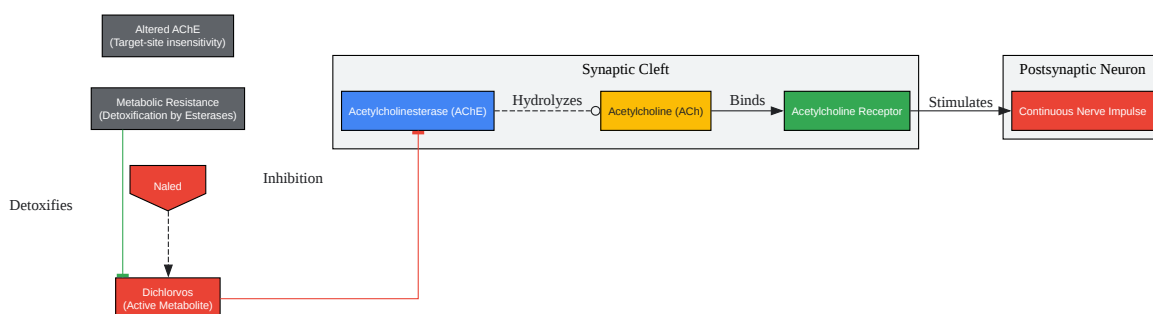 Altered AChE
(Target-site insensitivity)
Synaptic Cleft
Postsynaptic Neuron
Metabolic Resistance
(Detoxification by Esterases)
Acetylcholinesterase (AChE)
Hydrolyzes
Acetylcholine (ACh)
Binds
Acetylcholine Receptor
Stimulates
Continuous Nerve Impulse
Naled
Inhibition
Detoxifies
Dichlorvos
(Active Metabolite)